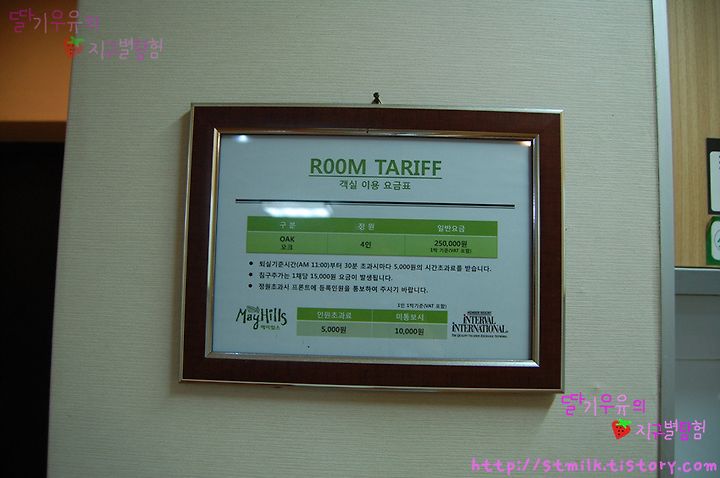 딸기우유의
지구별탐험
ROOM TARIFF
객실 이용 요금표
구 분 정 원 일반요금
OAK
오크
4인
250,000원
1박 기준(VAT 포함)
● 퇴실기준시간(AM 11:00)부터 30분 초과시마다 5,000원의 시간초과료를 받습니다.
● 침구추가는 1채당 15,000원 요금이 발생됩니다.
● 정원초과시 프론트에 등록인원을 통보하여 주시기 바랍니다.
1인 1박기준(VAT 포함)
MayHills
메이힐스
인원초과료 미통보시
5,000원 10,000원
MEMBER RESORT
INTERVAL
INTERNATIONAL
THE QUALITY VACATION EXCHANGE NETWORK
딸기우유의
지구별탐험
http://stmilk.tistory.com